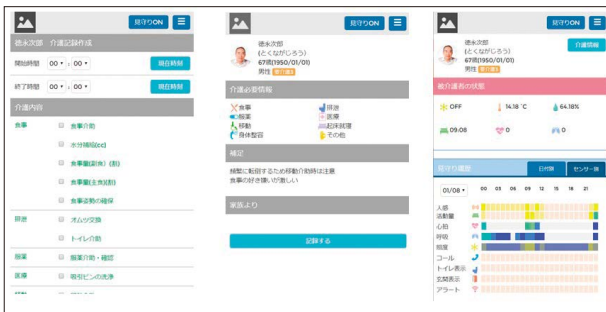 見守りON
徳永次郎 介護記録作成
開始時間 00 : 00 現在時刻
終了時間 00 : 00 現在時刻
介護内容
食事 食事介助
水分補給(cc)
食事量(副食) (割)
食事量(主食)(割)
食事姿勢の確保
排泄 オムツ交換
トイレ介助
服薬 服薬介助・確認
医療 吸引ビンの洗浄
見守りON
徳永次郎
(とくながじろう)
67歳(1950/01/01)
男性
介護必要情報
食事 排泄
服薬 医療
移動 起床就寝
身体整容 その他
補足
頻繁に転倒するため移動介助時は注意
食事の好き嫌いが激しい
家族より
記録する
見守りON
徳永次郎
(とくながじろう)
67歳(1950/01/01)
男性
介護情報
被介護者の状態
OFF 14.18 ℃ 64.18%
09:08 0 0
見守り履歴 日付順 センサー順
01/08 00 03 06 09 12 15 18 21
人感
活動量
心拍
呼吸
照度
コール
トイレ表示
玄関表示
アラート